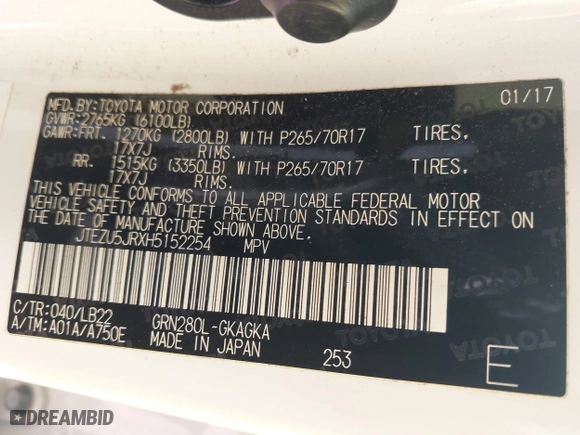 MFD.BY:TOYOTA MOTOR CORPORATION 01/17
GVWR:2765KG (6100LB)
GAWR:FRT. 1270KG (2800LB) WITH P265/70R17 TIRES,
17X7J RIMS.
RR. 1515KG (3350LB) WITH P265/70R17 TIRES,
17X7J RIMS.
THIS VEHICLE CONFORMS TO ALL APPLICABLE FEDERAL MOTOR
VEHICLE SAFETY AND THEFT PREVENTION STANDARDS IN EFFECT ON
THE DATE OF MANUFACTURE SHOWN ABOVE.
JTEZU5JRXH5152254 MPV
C/TR:040/LB22 GRN280L-GKAGKA
A/TM:A01A/A750E MADE IN JAPAN 253 E
DREAMBID